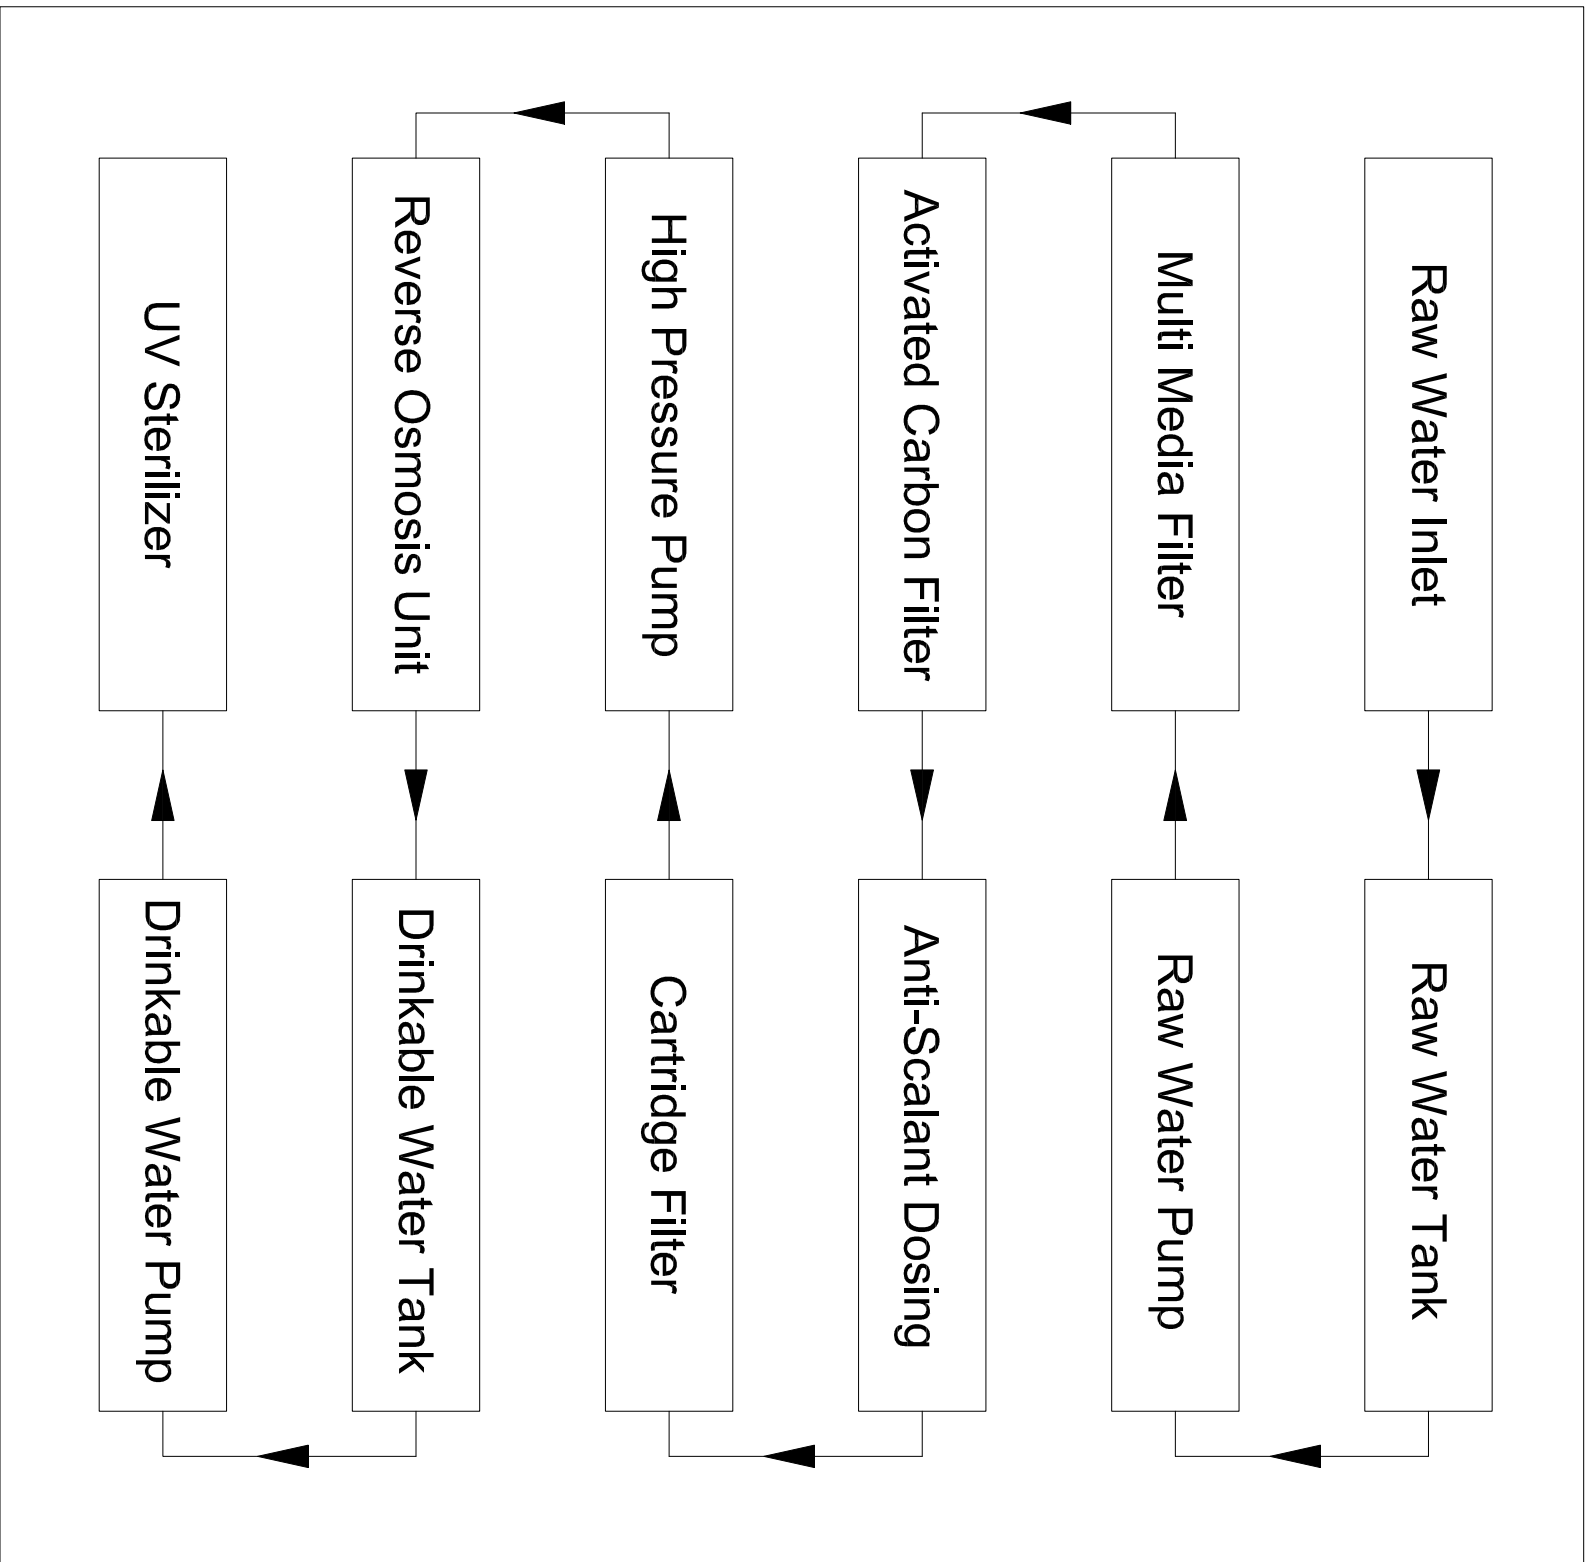 Raw Water Inlet
Raw Water Tank
Raw Water Pump
Multi Media Filter
Activated Carbon Filter
Anti-Scalant Dosing
Cartridge Filter
High Pressure Pump
Reverse Osmosis Unit
Drinkable Water Tank
Drinkable Water Pump
UV Sterilizer